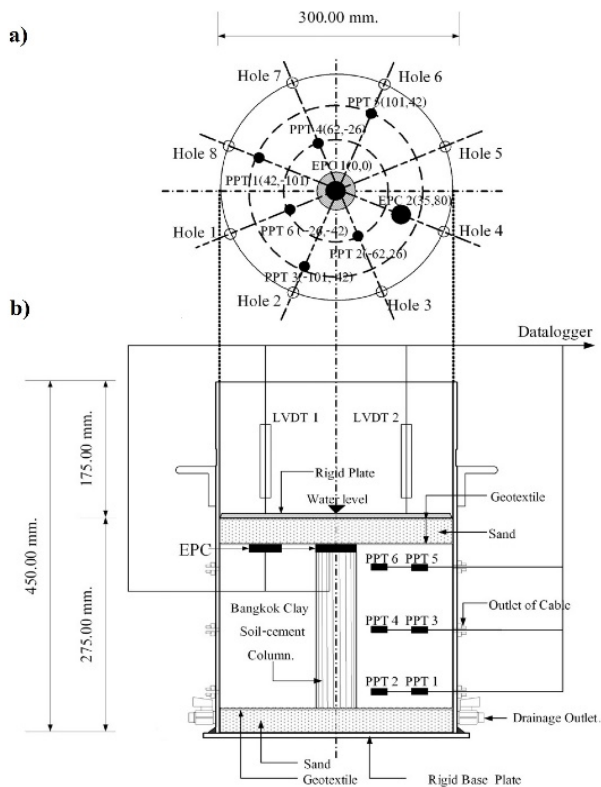 300.00 mm.
a)
Hole 7
Hole 6
PPT 5(101,42)
PPT 4(62,-26)
Hole 8
Hole 5
EPC 1(0,0)
PPT 1(42,-101)
EPC 2(35,80)
Hole 1
PPT 6 (-26,-42)
Hole 4
PPT 2(-62,26)
PPT 3(-101,-42)
Hole 2
Hole 3
b)
Datalogger
LVDT 1
LVDT 2
175.00 mm.
Rigid Plate
Water level
Geotextile
Sand
EPC
450.00 mm.
PPT 6 PPT 5
Bangkok Clay
Outlet of Cable
Soil-cement
PPT 4 PPT 3
Column.
275.00 mm.
PPT 2 PPT 1
Drainage Outlet.
Sand
Geotextile
Rigid Base Plate